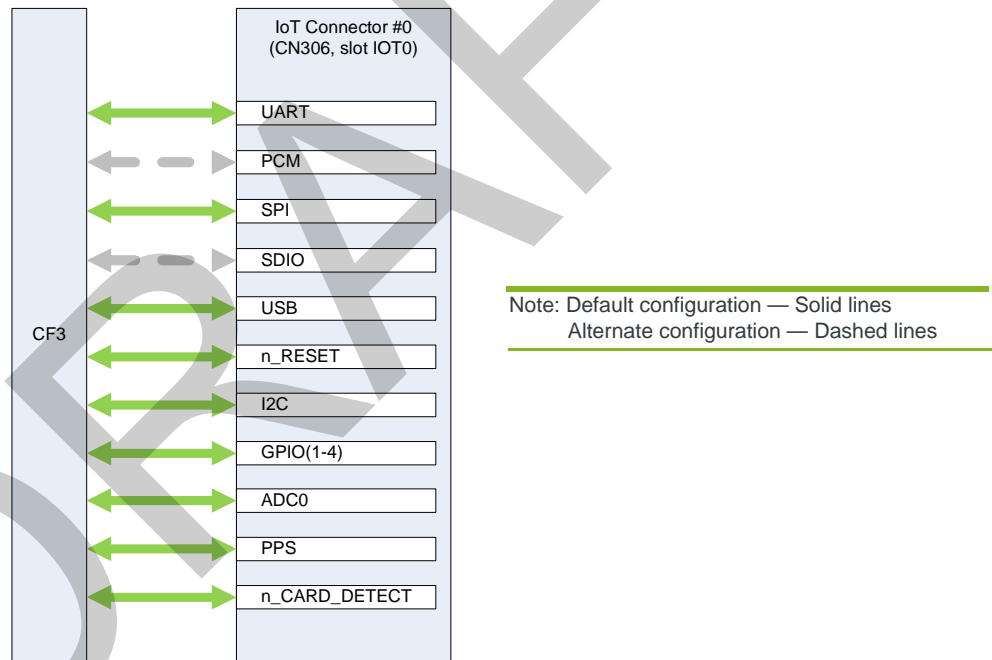 IoT Connector #0
(CN306, slot IOT0)
UART
PCM
SPI
SDIO
USB
n_RESET
I2C
GPIO(1-4)
ADC0
PPS
n_CARD_DETECT
CF3
Note: Default configuration — Solid lines
Alternate configuration — Dashed lines
DRAF